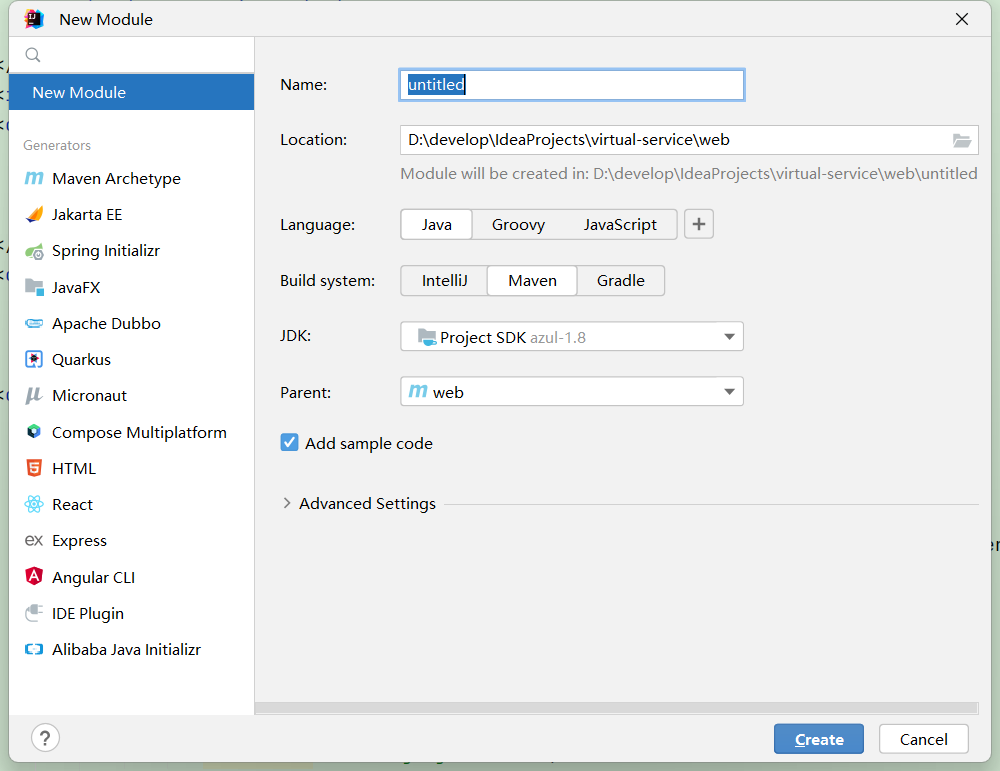 New Module
New Module
Generators
Maven Archetype
Jakarta EE
Spring Initializr
JavaFX
Apache Dubbo
Quarkus
Micronaut
Compose Multiplatform
HTML
React
Express
Angular CLI
IDE Plugin
Alibaba Java Initializr
Name: untitled
Location: D:\develop\IdeaProjects\virtual-service\web
Module will be created in: D:\develop\IdeaProjects\virtual-service\web\untitled
Language: Java Groovy JavaScript +
Build system: IntelliJ Maven Gradle
JDK: Project SDK azul-1.8
Parent: web
Add sample code
Advanced Settings
? Create Cancel